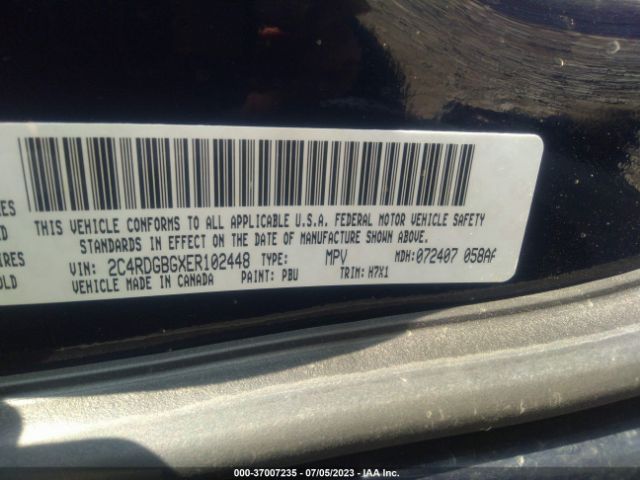 THIS VEHICLE CONFORMS TO ALL APPLICABLE U.S.A. FEDERAL MOTOR VEHICLE SAFETY
STANDARDS IN EFFECT ON THE DATE OF MANUFACTURE SHOWN ABOVE.
VIN: 2C4RDGBGXER102448 TYPE: MPV MDH: 072407 058AF
VEHICLE MADE IN CANADA PAINT: PBU TRIM: H7X1
OLD
000-37007235 - 07/05/2023 - IAA Inc.